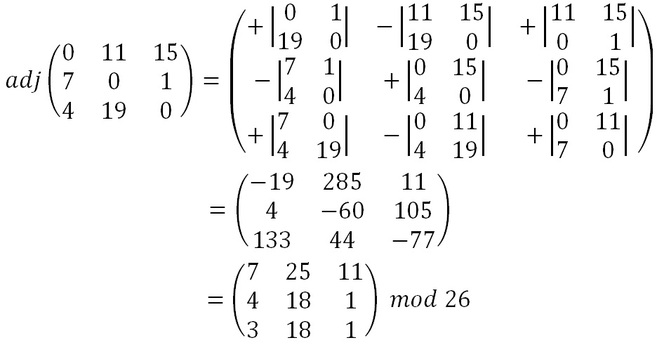 adj (0 11 15) = (+|0 1| −|11 15| +|11 15|)
(7 0 1) (|19 0| |19 0| |0 1|)
(4 19 0) (−|7 1| +|0 15| −|0 15|)
(|4 0| |4 0| |7 1|)
(+|7 0| −|0 11| +|0 11|)
(|4 19| |4 19| |7 0|)
= (−19 285 11)
(4 −60 105)
(133 44 −77)
= (7 25 11) mod 26
(4 18 1)
(3 18 1)